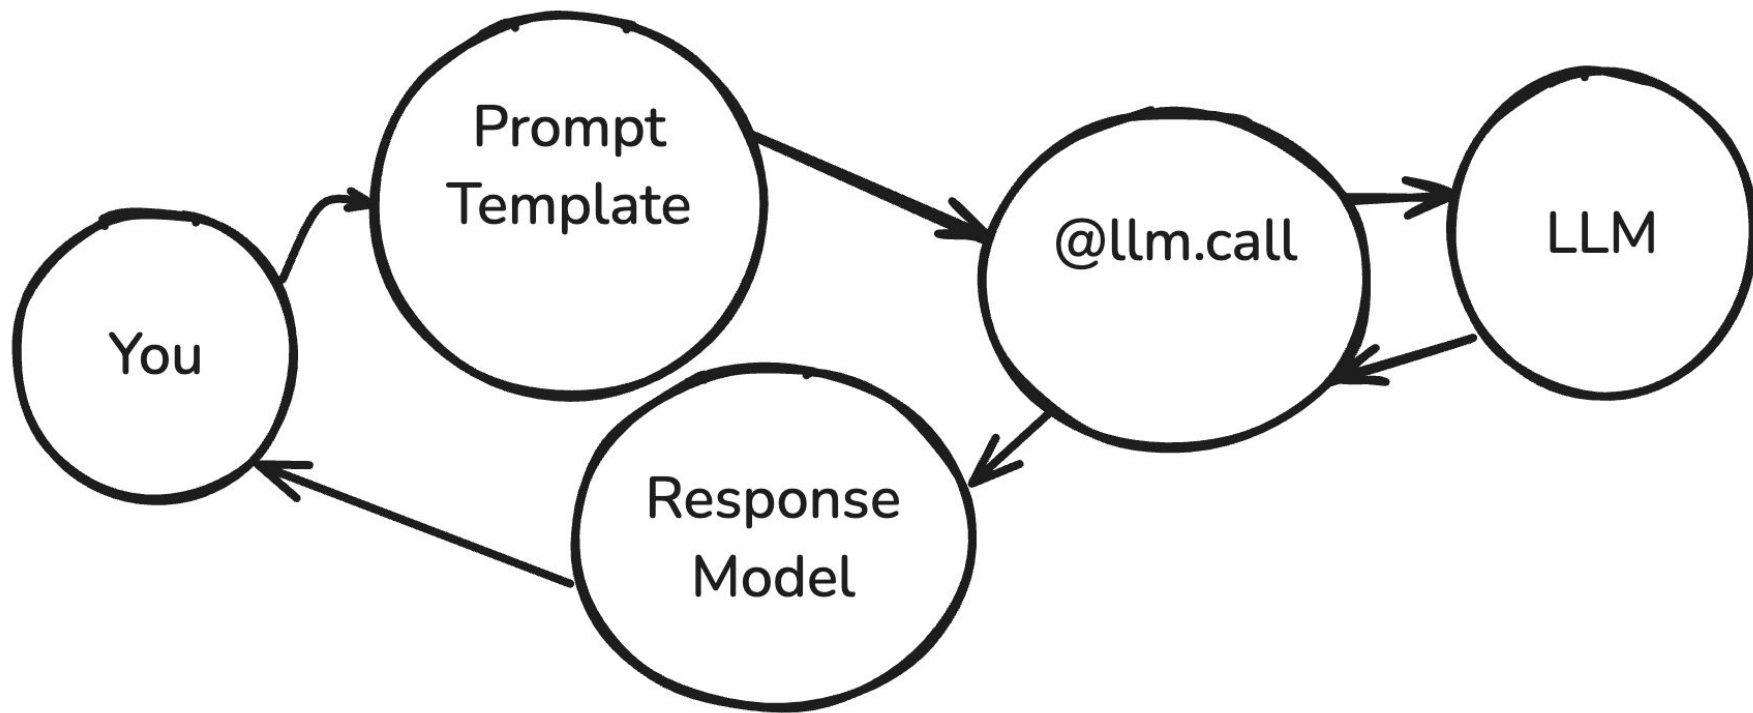 You
Prompt
Template
@llm.call
LLM
Response
Model